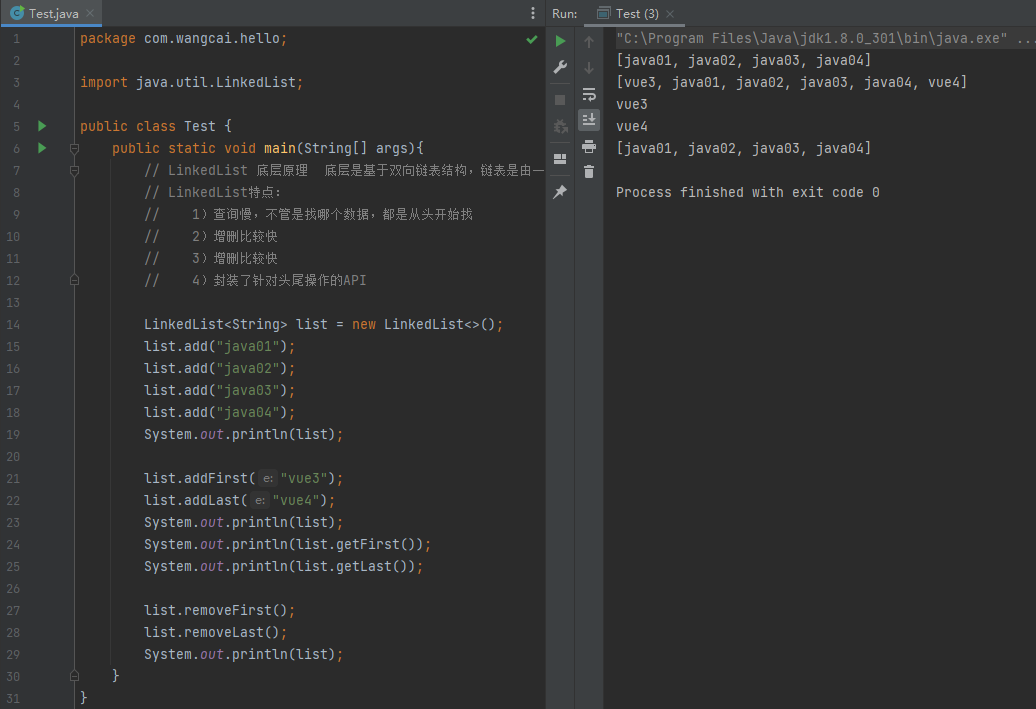 Test.java
Run: Test (3)
1 package com.wangcai.hello;
2
3 import java.util.LinkedList;
4
5 public class Test {
6 public static void main(String[] args){
7 // LinkedList 底层原理 底层是基于双向链表结构，链表是由一
8 // LinkedList特点：
9 // 1）查询慢，不管是找哪个数据，都是从头开始找
10 // 2）增删比较快
11 // 3）增删比较快
12 // 4）封装了针对头尾操作的API
13
14 LinkedList<String> list = new LinkedList<>();
15 list.add("java01");
16 list.add("java02");
17 list.add("java03");
18 list.add("java04");
19 System.out.println(list);
20
21 list.addFirst( e: "vue3");
22 list.addLast( e: "vue4");
23 System.out.println(list);
24 System.out.println(list.getFirst());
25 System.out.println(list.getLast());
26
27 list.removeFirst();
28 list.removeLast();
29 System.out.println(list);
30 }
31 }
"C:\Program Files\Java\jdk1.8.0_301\bin\java.exe" ...
[java01, java02, java03, java04]
[vue3, java01, java02, java03, java04, vue4]
vue3
vue4
[java01, java02, java03, java04]
Process finished with exit code 0